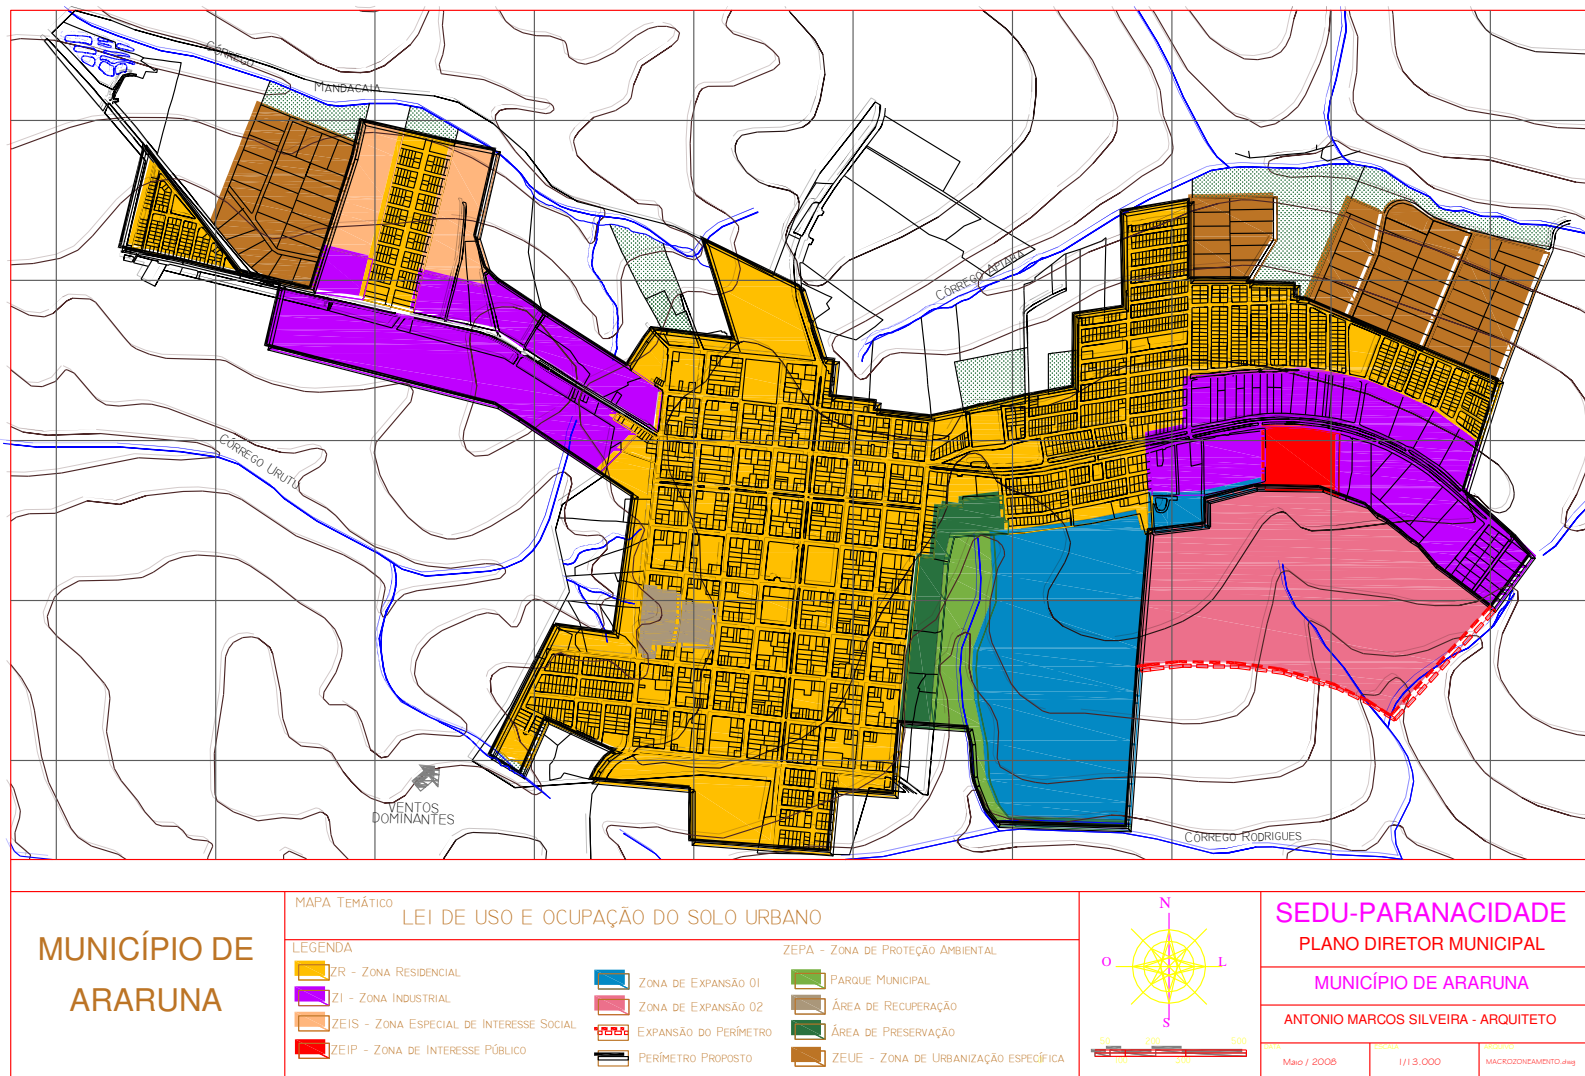 CÓRREGO
MANDAÇAIA
CÓRREGO APIABA
CÓRREGO URUTU
VENTOS
DOMINANTES
CÓRREGO RODRIGUES
MUNICÍPIO DE
ARARUNA
MAPA TEMÁTICO
LEI DE USO E OCUPAÇÃO DO SOLO URBANO
LEGENDA
ZR - ZONA RESIDENCIAL
ZI - ZONA INDUSTRIAL
ZEIS - ZONA ESPECIAL DE INTERESSE SOCIAL
ZEIP - ZONA DE INTERESSE PÚBLICO
ZONA DE EXPANSÃO 01
ZONA DE EXPANSÃO 02
EXPANSÃO DO PERÍMETRO
PERÍMETRO PROPOSTO
ZEPA - ZONA DE PROTEÇÃO AMBIENTAL
PARQUE MUNICIPAL
ÁREA DE RECUPERAÇÃO
ÁREA DE PRESERVAÇÃO
ZEUE - ZONA DE URBANIZAÇÃO ESPECÍFICA
N
O
L
S
SEDU-PARANACIDADE
PLANO DIRETOR MUNICIPAL
MUNICÍPIO DE ARARUNA
ANTONIO MARCOS SILVEIRA - ARQUITETO
1/13.000
MACROZONEAMENTO.dwg